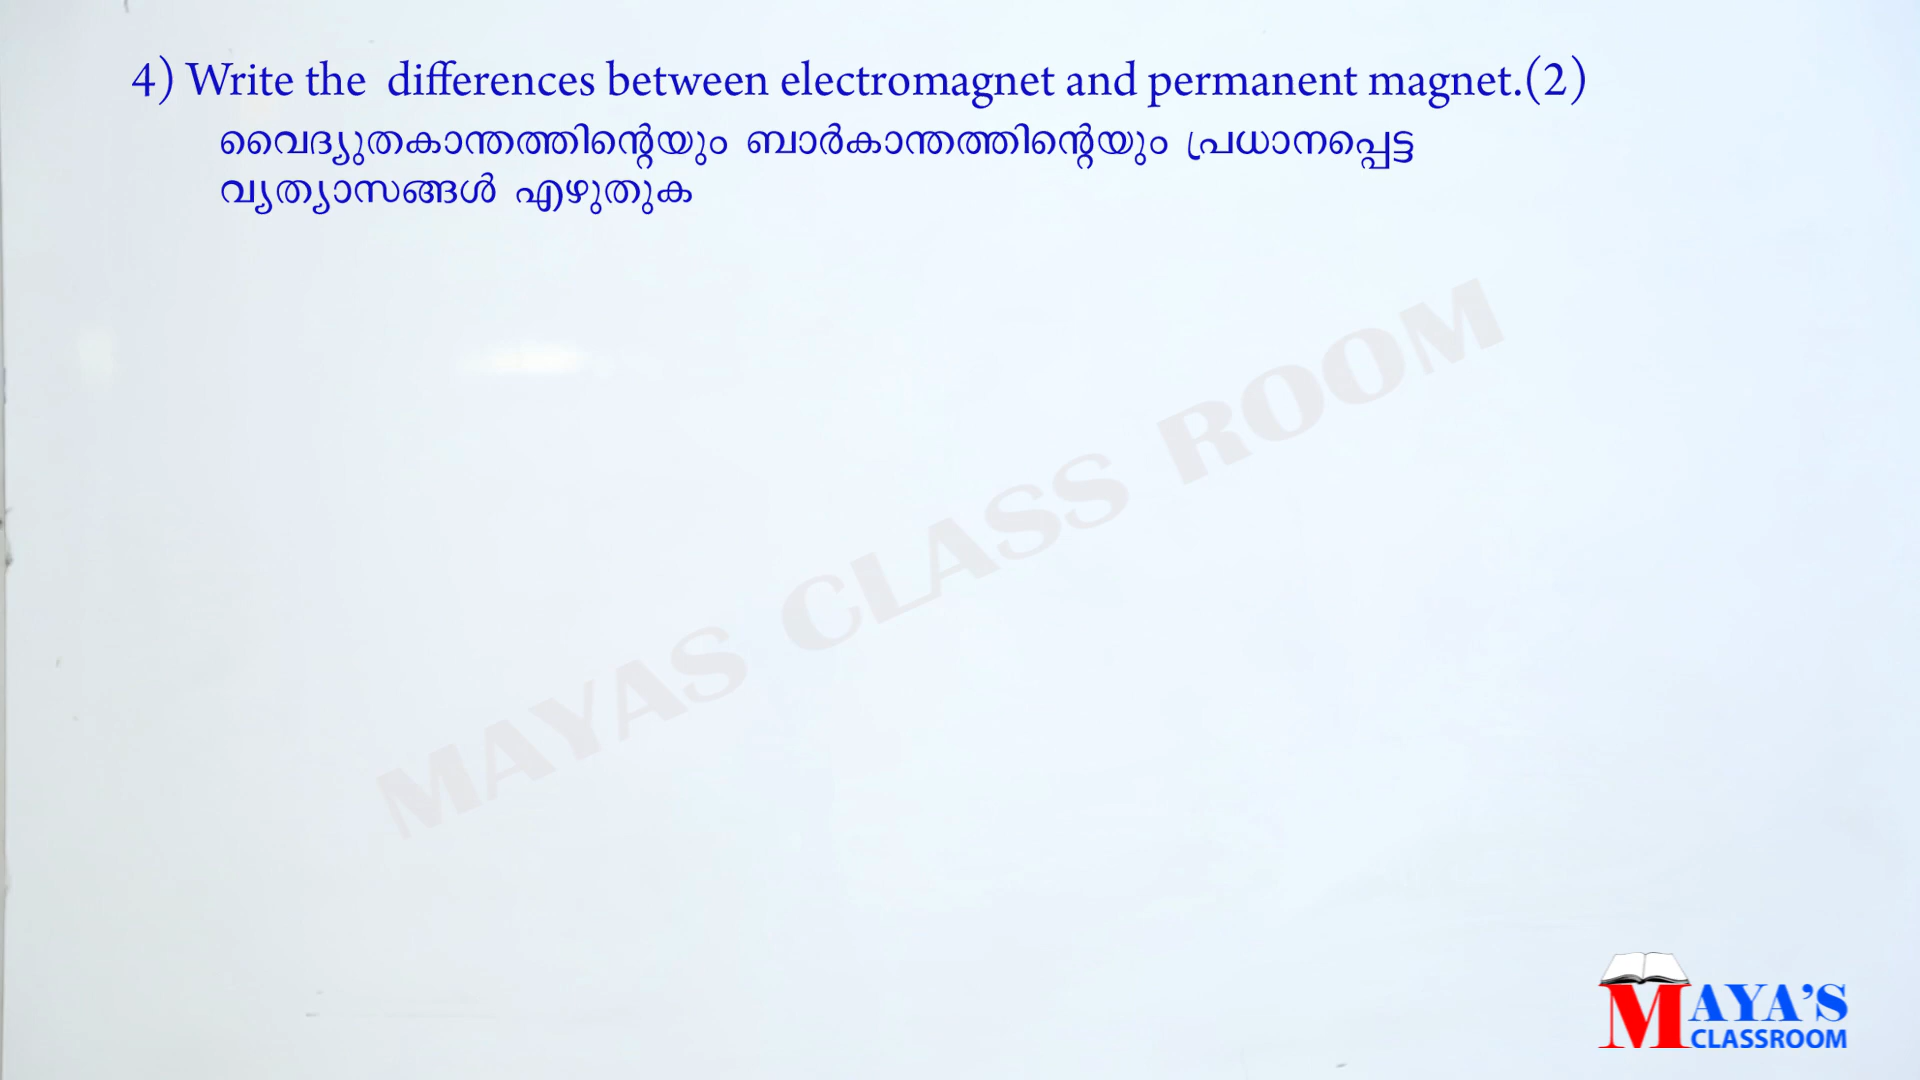 4) Write the differences between electromagnet and permanent magnet.(2)
വൈദ്യുതകാന്തത്തിന്റെയും ബാർകാന്തത്തിന്റെയും പ്രധാനപ്പെട്ട
വ്യത്യാസങ്ങൾ എഴുതുക
MAYAS CLASS ROOM
MAYA'S
CLASSROOM